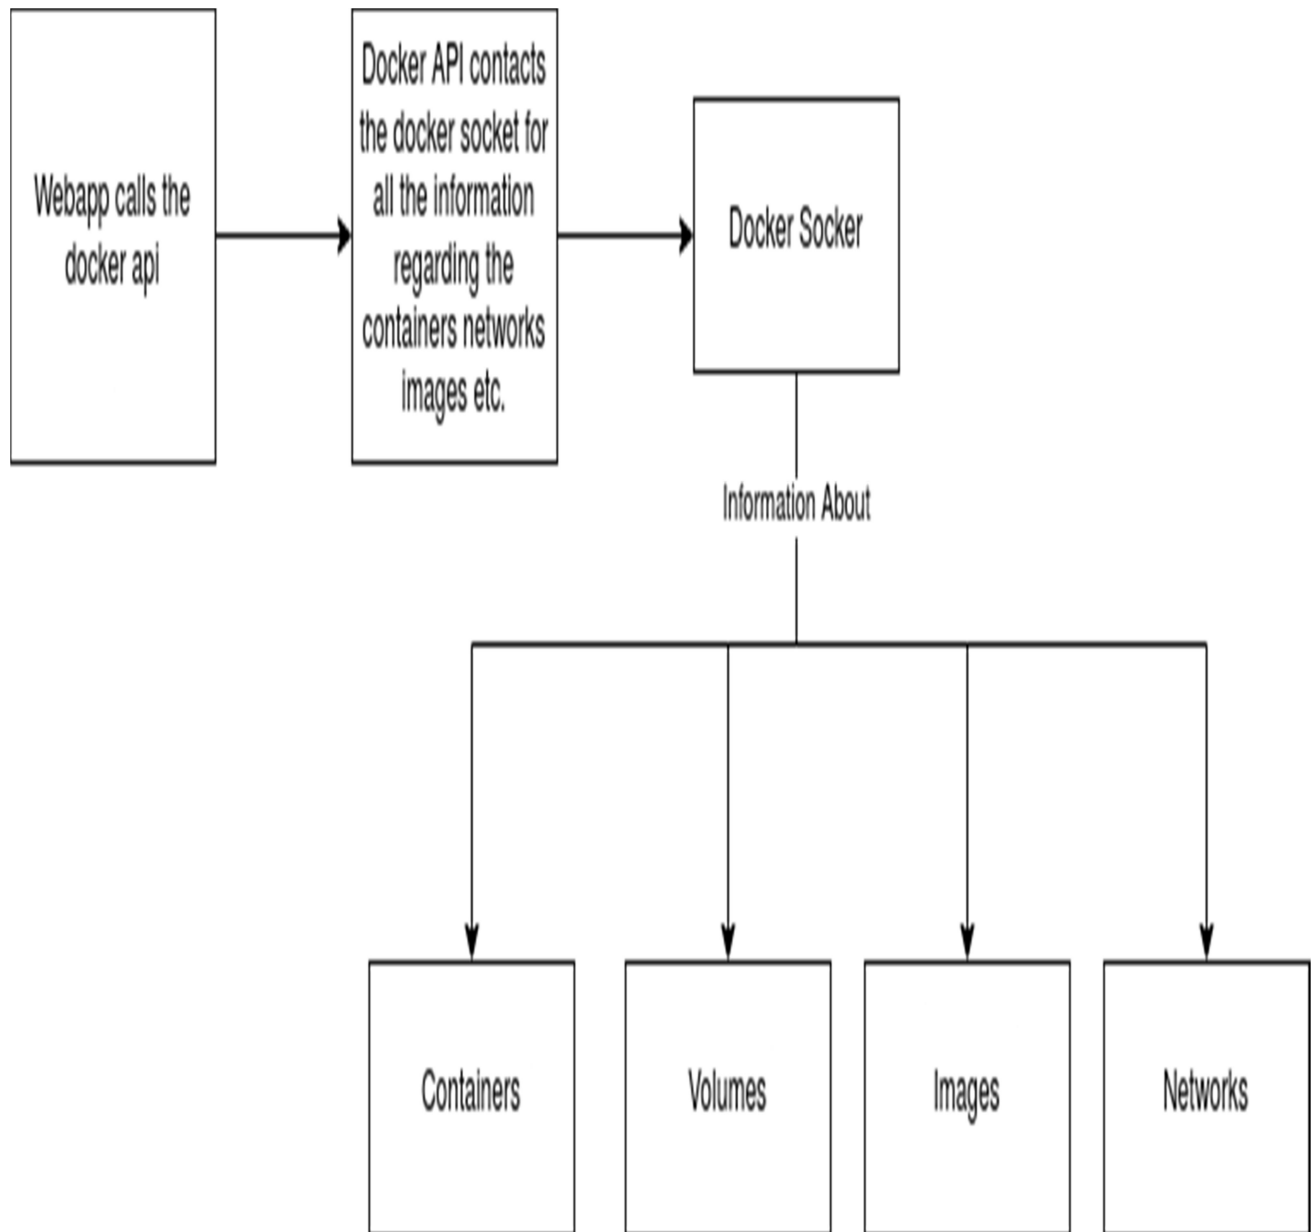 Webapp calls the
docker api
Docker API contacts
the docker socket for
all the information
regarding the
containers networks
images etc.
Docker Socker
Information About
Containers
Volumes
Images
Networks